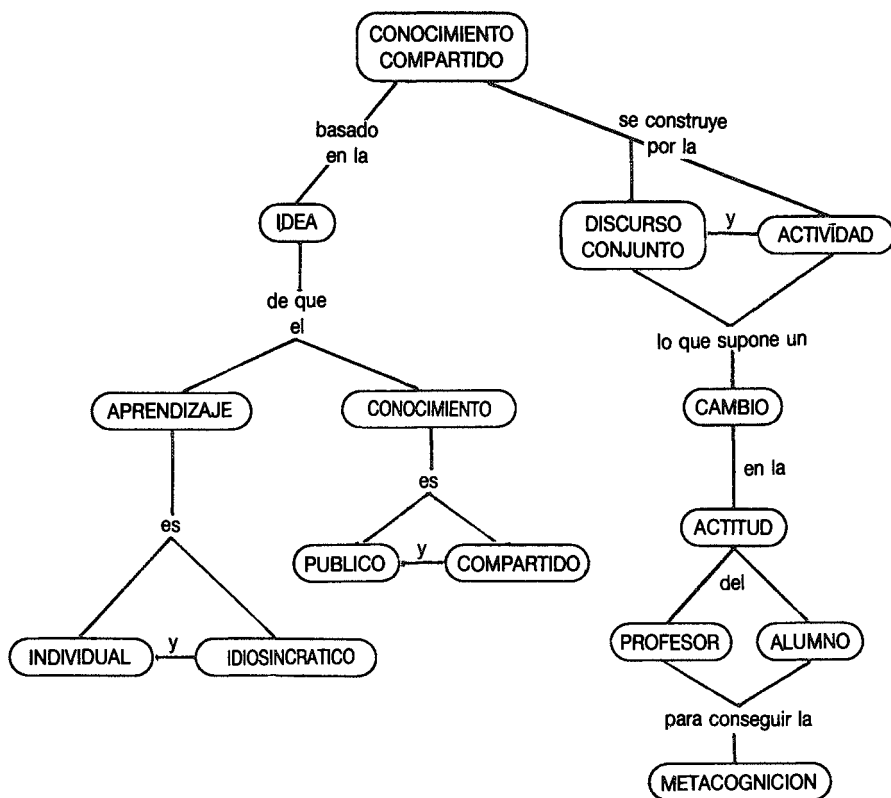 CONOCIMIENTO
COMPARTIDO
basado
en la
IDEA
de que
el
APRENDIZAJE
es
INDIVIDUAL
y
IDIOSINCRATICO
CONOCIMIENTO
es
PUBLICO
y
COMPARTIDO
se construye
por la
DISCURSO
CONJUNTO
y
ACTIVIDAD
lo que supone un
CAMBIO
en la
ACTITUD
del
PROFESOR
ALUMNO
para conseguir la
METACOGNICION